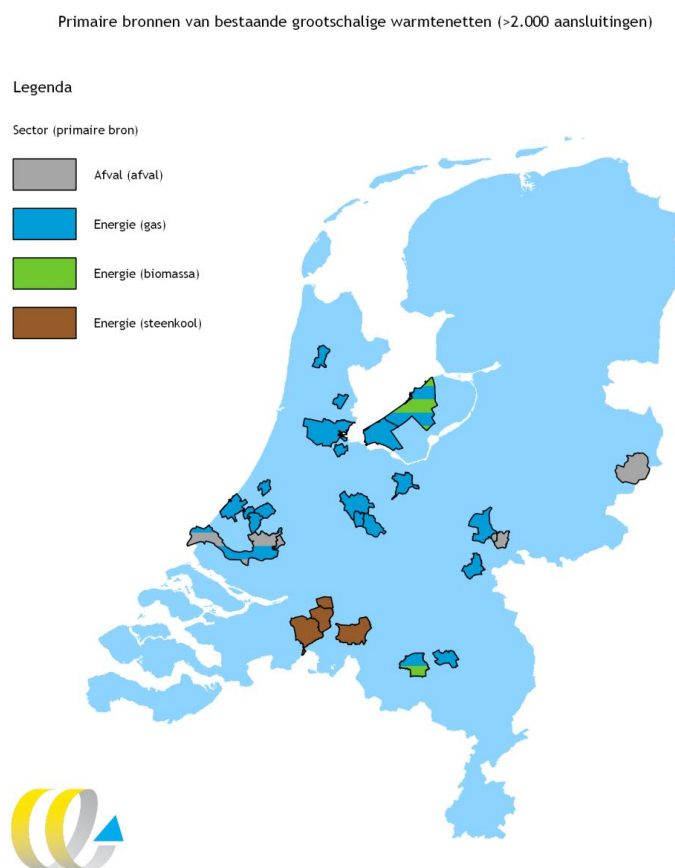 Primaire bronnen van bestaande grootschalige warmtenetten (>2.000 aansluitingen)
Legenda
Sector (primaire bron)
Afval (afval)
Energie (gas)
Energie (biomassa)
Energie (steenkool)